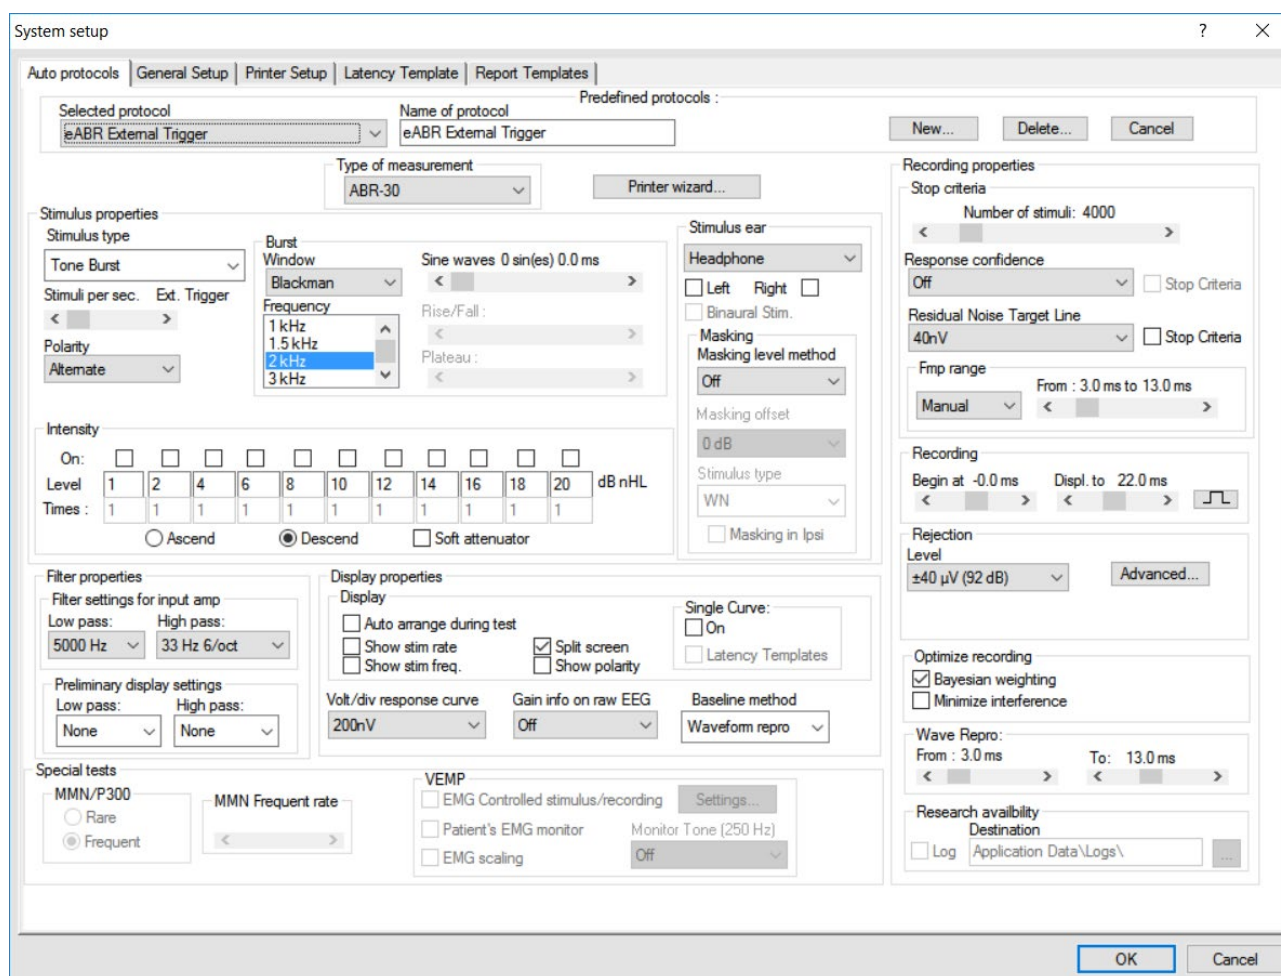 System setup
Auto protocols General Setup Printer Setup Latency Template Report Templates
Predefined protocols :
Selected protocol Name of protocol
eABR External Trigger eABR External Trigger New... Delete... Cancel
Type of measurement
ABR-30 Printer wizard...
Stimulus properties
Stimulus type
Tone Burst
Stimuli per sec. Ext. Trigger
Polarity
Alternate
Burst
Window
Blackman
Frequency
1 kHz
1.5 kHz
2 kHz
3 kHz
Sine waves 0 sin(es) 0.0 ms
Rise/Fall :
Plateau :
Intensity
On:
Level 1 2 4 6 8 10 12 14 16 18 20 dB nHL
Times : 1 1 1 1 1 1 1 1 1 1 1
Ascend Descend Soft attenuator
Stimulus ear
Headphone
Left Right
Binaural Stim.
Masking
Masking level method
Off
Masking offset
0 dB
Stimulus type
WN
Masking in Ipsi
Filter properties
Filter settings for input amp
Low pass: High pass:
5000 Hz 33 Hz 6/oct
Preliminary display settings
Low pass: High pass:
None None
Display properties
Display
Auto arrange during test
Show stim rate Split screen
Show stim freq. Show polarity
Single Curve:
On
Latency Templates
Volt/div response curve Gain info on raw EEG Baseline method
200nV Off Waveform repro
Special tests
MMN/P300
Rare
Frequent
MMN Frequent rate
VEMP
EMG Controlled stimulus/recording Settings...
Patient's EMG monitor Monitor Tone (250 Hz)
EMG scaling Off
Recording properties
Stop criteria
Number of stimuli: 4000
Response confidence
Off Stop Criteria
Residual Noise Target Line
40nV Stop Criteria
Fmp range
From : 3.0 ms to 13.0 ms
Manual
Recording
Begin at -0.0 ms Displ. to 22.0 ms
Rejection
Level
±40 µV (92 dB) Advanced...
Optimize recording
Bayesian weighting
Minimize interference
Wave Repro:
From : 3.0 ms To: 13.0 ms
Research availbility
Destination
Log Application Data\Logs\ ...
OK Cancel